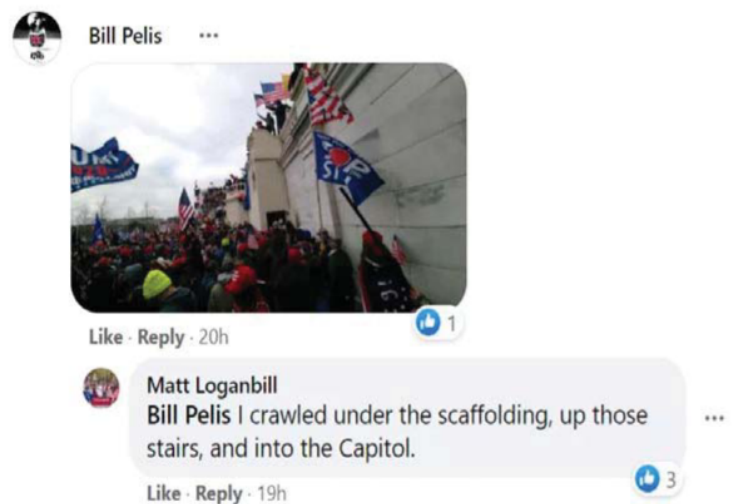 Bill Pelis ...
Like · Reply · 20h
1
Matt Loganbill
Bill Pelis I crawled under the scaffolding, up those
stairs, and into the Capitol.
...
3
Like · Reply · 19h